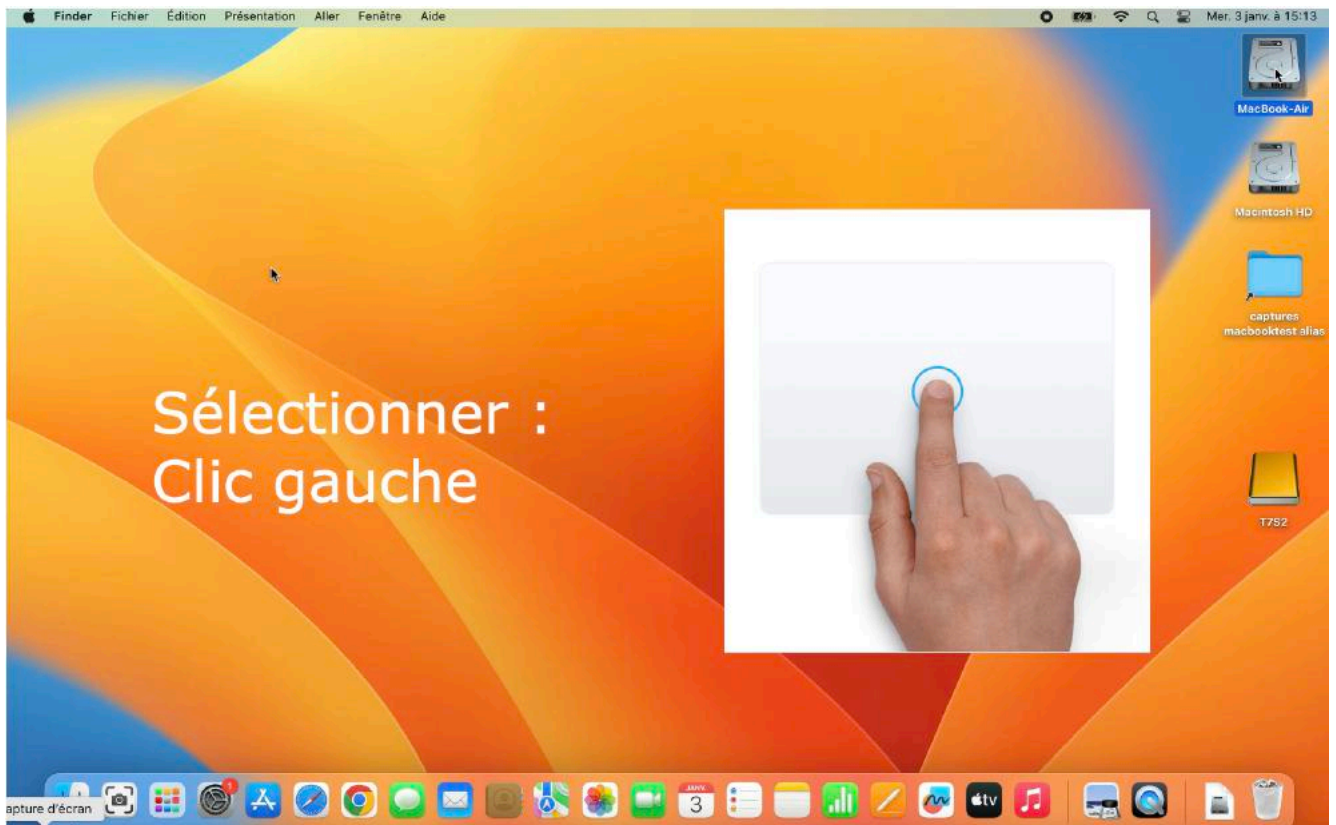 Finder Fichier Édition Présentation Aller Fenêtre Aide
Mer. 3 janv. à 15:13
MacBook-Air
Macintosh HD
captures
macbooktest alias
Sélectionner :
Clic gauche
T7S2
apture d'écran
1
JANV.
3
tv